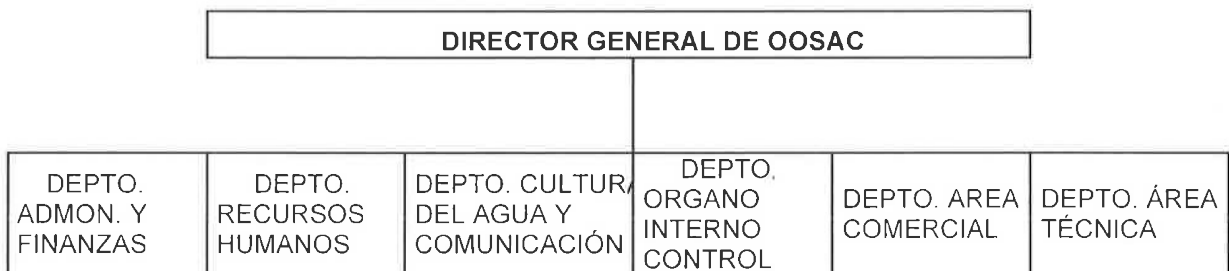 DIRECTOR GENERAL DE OOSAC
DEPTO.
ADMON. Y
FINANZAS
DEPTO.
RECURSOS
HUMANOS
DEPTO. CULTURA
DEL AGUA Y
COMUNICACIÓN
DEPTO.
ORGANO
INTERNO
CONTROL
DEPTO. AREA
COMERCIAL
DEPTO. ÁREA
TÉCNICA